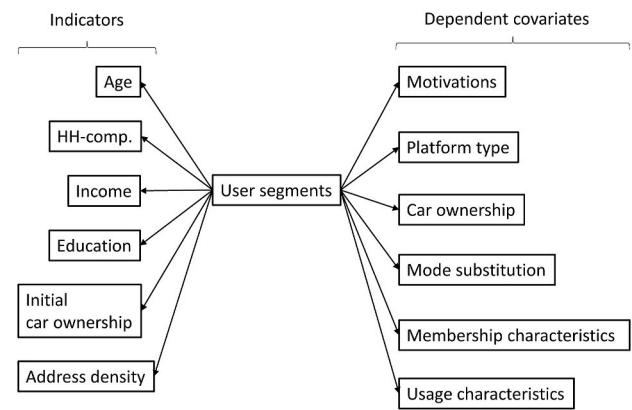 Indicators
Dependent covariates
Age
HH-comp.
Income
Education
Initial
car ownership
Address density
User segments
Motivations
Platform type
Car ownership
Mode substitution
Membership characteristics
Usage characteristics